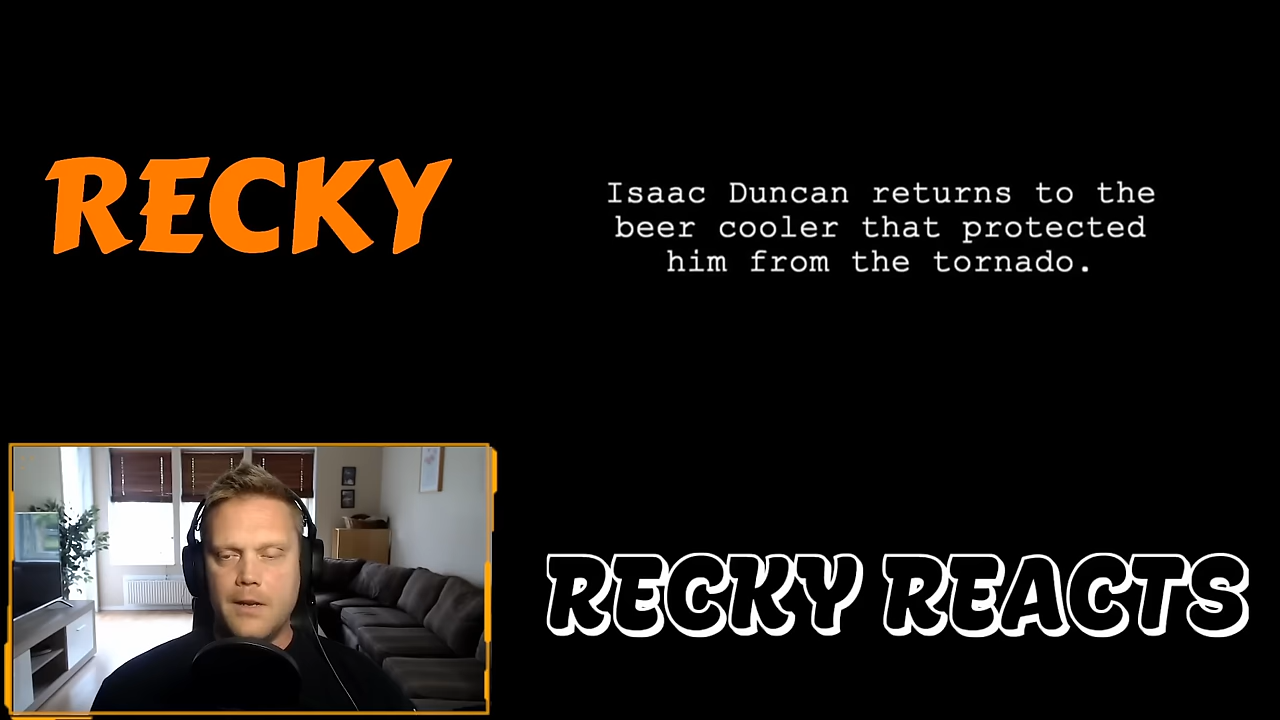 RECKY
Isaac Duncan returns to the
beer cooler that protected
him from the tornado.
RECKY REACTS